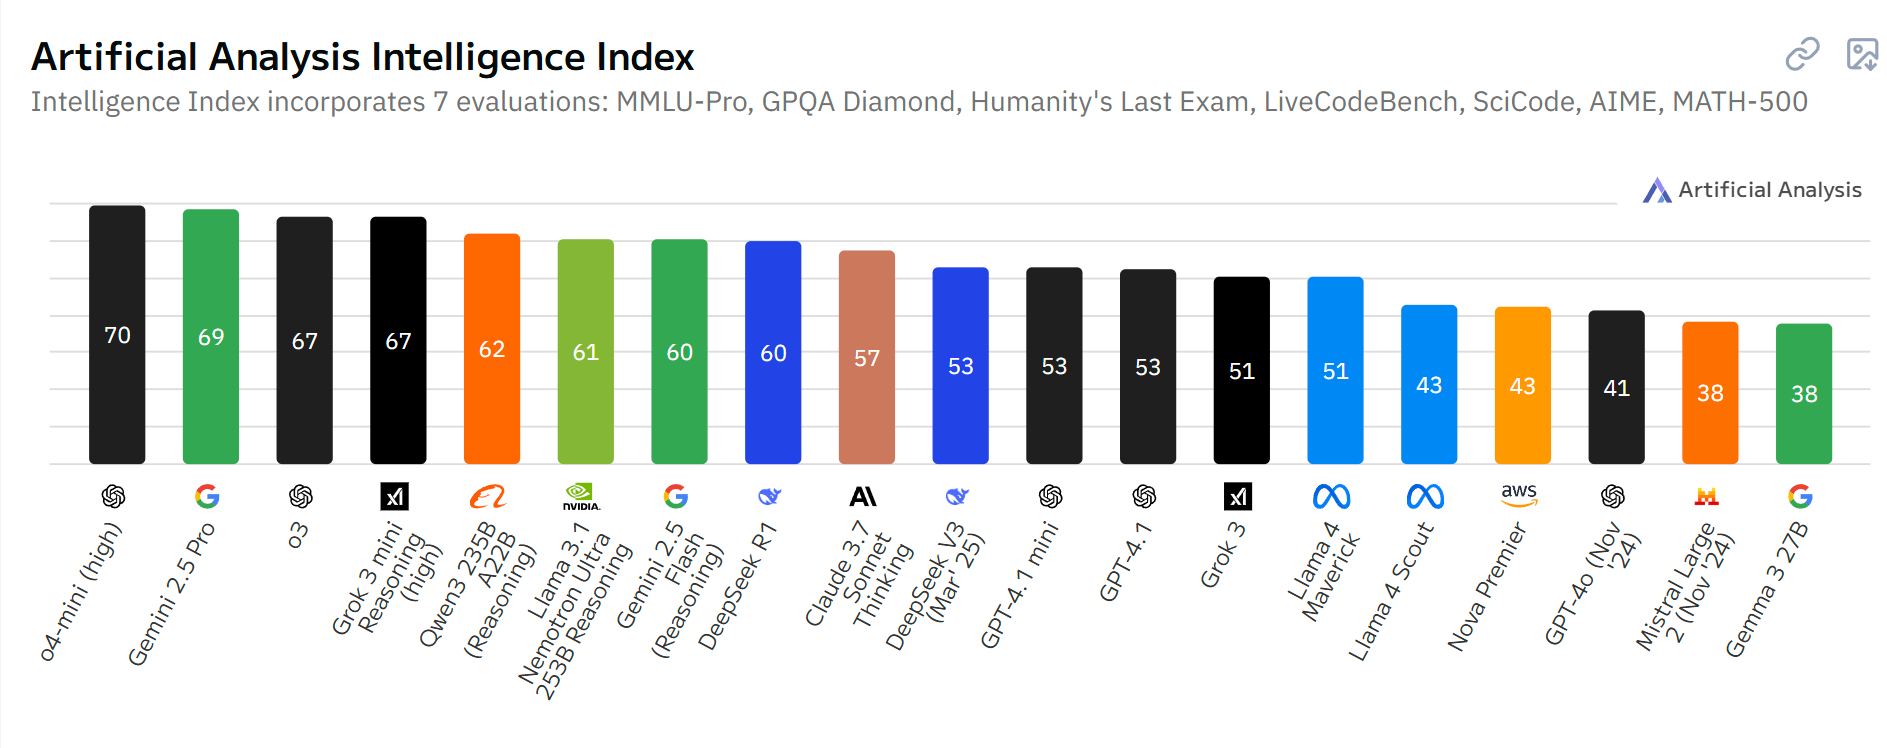 Artificial Analysis Intelligence Index
Intelligence Index incorporates 7 evaluations: MMLU-Pro, GPQA Diamond, Humanity's Last Exam, LiveCodeBench, SciCode, AIME, MATH-500
Artificial Analysis
70
69
67
67
62
61
60
60
57
53
53
53
51
51
43
43
41
38
38
NVIDIA.
aws
o4-mini (high)
Gemini 2.5 Pro
o3
Grok 3 mini
Reasoning
(high)
Qwen3 235B
A22B
(Reasoning)
Llama 3.1
Nemotron Ultra
253B Reasoning
Gemini 2.5
Flash
(Reasoning)
DeepSeek R1
Claude 3.7
Sonnet
Thinking
DeepSeek V3
(Mar' 25)
GPT-4.1 mini
GPT-4.1
Grok 3
Llama 4
Maverick
Llama 4 Scout
Nova Premier
GPT-4o (Nov
'24)
Mistral Large
2 (Nov '24)
Gemma 3 27B